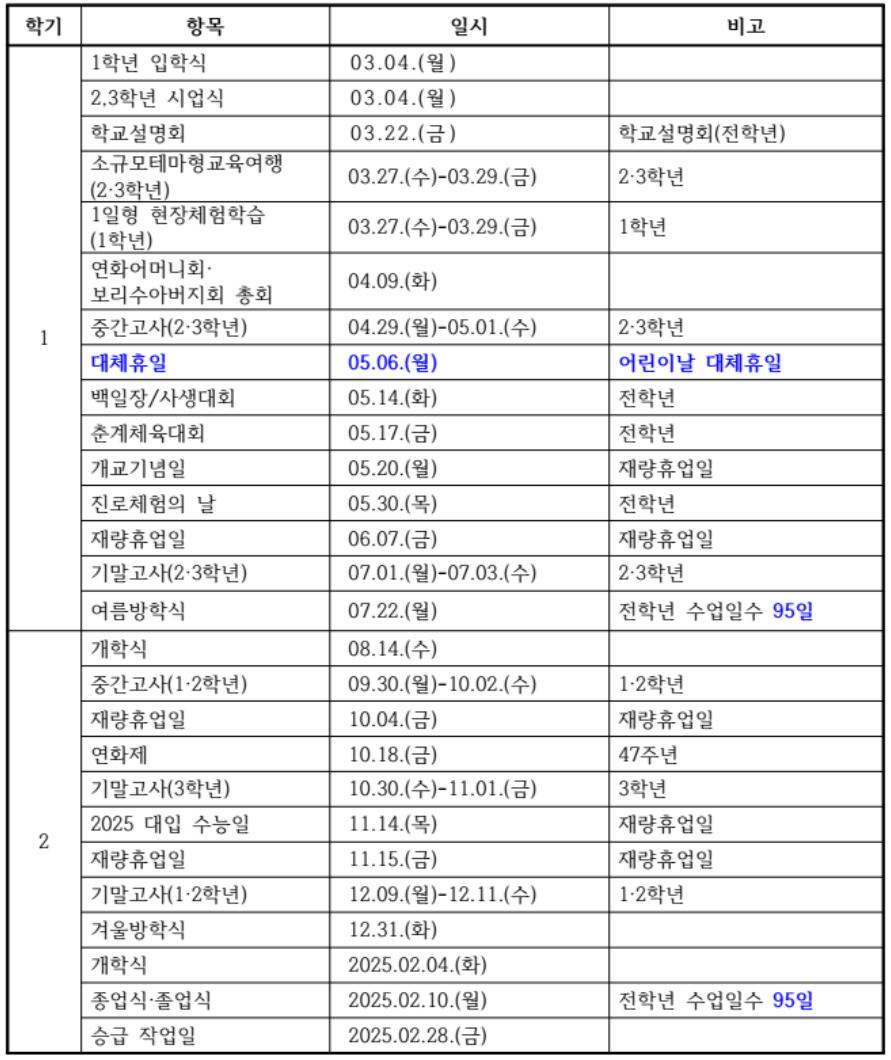 학기 항목 일시 비고
1학년 입학식 03.04.(월)
2,3학년 시업식 03.04.(월)
학교설명회 03.22.(금) 학교설명회(전학년)
소규모테마형교육여행
(2·3학년) 03.27.(수)-03.29.(금) 2·3학년
1일형 현장체험학습
(1학년) 03.27.(수)-03.29.(금) 1학년
연화어머니회·
보리수아버지회 총회 04.09.(화)
1 중간고사(2·3학년) 04.29.(월)-05.01.(수) 2·3학년
대체휴일 05.06.(월) 어린이날 대체휴일
백일장/사생대회 05.14.(화) 전학년
춘계체육대회 05.17.(금) 전학년
개교기념일 05.20.(월) 재량휴업일
진로체험의 날 05.30.(목) 전학년
재량휴업일 06.07.(금) 재량휴업일
기말고사(2·3학년) 07.01.(월)-07.03.(수) 2·3학년
여름방학식 07.22.(월) 전학년 수업일수 95일
개학식 08.14.(수)
중간고사(1·2학년) 09.30.(월)-10.02.(수) 1·2학년
재량휴업일 10.04.(금) 재량휴업일
연화제 10.18.(금) 47주년
기말고사(3학년) 10.30.(수)-11.01.(금) 3학년
2025 대입 수능일 11.14.(목) 재량휴업일
2 재량휴업일 11.15.(금) 재량휴업일
기말고사(1·2학년) 12.09.(월)-12.11.(수) 1·2학년
겨울방학식 12.31.(화)
개학식 2025.02.04.(화)
종업식·졸업식 2025.02.10.(월) 전학년 수업일수 95일
승급 작업일 2025.02.28.(금)